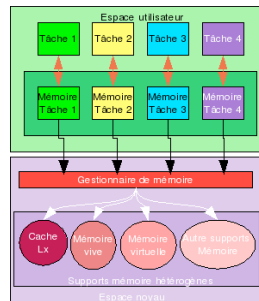 Espace utilisateur
Tâche 1
Tâche 2
Tâche 3
Tâche 4
Mémoire
Tâche 1
Mémoire
Tâche 2
Mémoire
Tâche 3
Mémoire
Tâche 4
Gestionnaire de mémoire
Cache
Lx
Mémoire
vive
Mémoire
virtuelle
Autre supports
Mémoire
Supports mémoire hétérogènes
Espace noyau